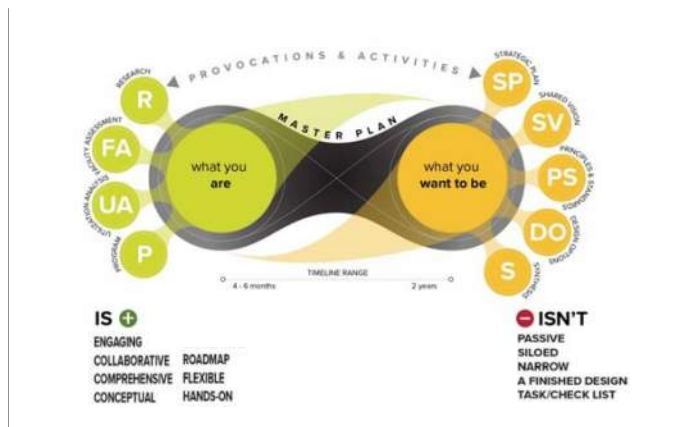 PROVOCATIONS & ACTIVITIES
RESEARCH
R
FACILITY ASSESSMENT
FA
UTILIZATION ANALYSIS
UA
PROGRAM
P
MASTER PLAN
what you
are
what you
want to be
STRATEGIC PLAN
SP
SHARED VISION
SV
PRINCIPLES & STANDARDS
PS
DESIGN OPTIONS
DO
SYNTHESIS
S
TIMELINE RANGE
4 - 6 months
2 years
IS
ENGAGING
COLLABORATIVE ROADMAP
COMPREHENSIVE FLEXIBLE
CONCEPTUAL HANDS-ON
ISN'T
PASSIVE
SILOED
NARROW
A FINISHED DESIGN
TASK/CHECK LIST